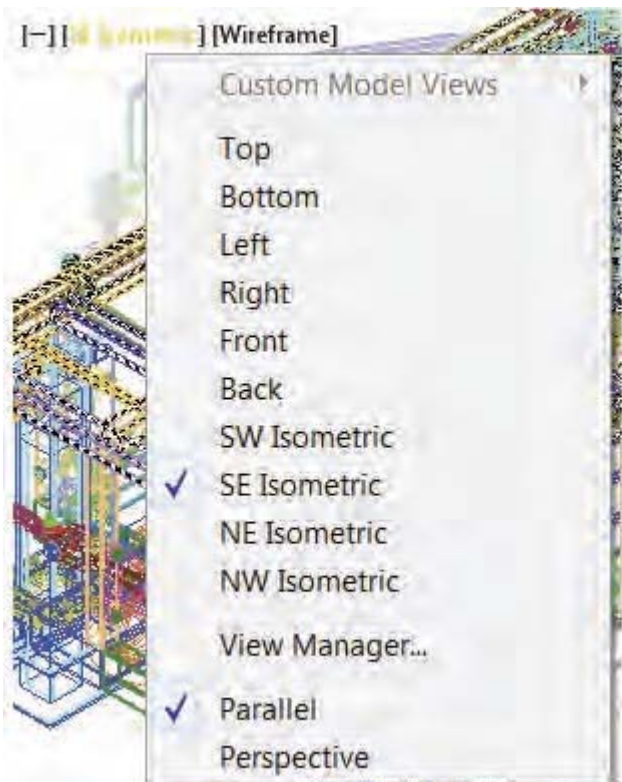 [−] [ ] [Wireframe]
Custom Model Views
Top
Bottom
Left
Right
Front
Back
SW Isometric
SE Isometric
NE Isometric
NW Isometric
View Manager...
Parallel
Perspective